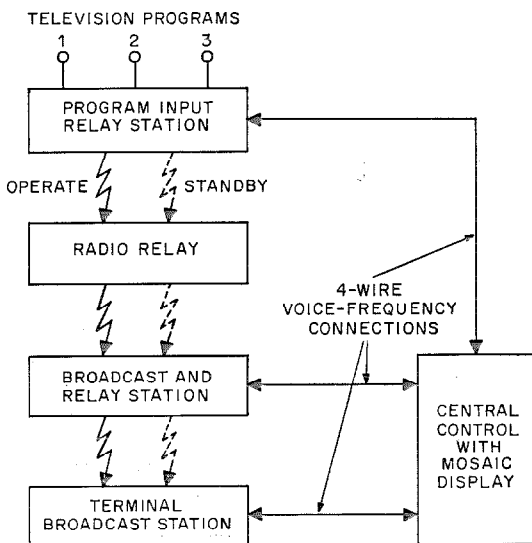 TELEVISION PROGRAMS
1 2 3
PROGRAM INPUT
RELAY STATION
OPERATE STANDBY
RADIO RELAY
4-WIRE
VOICE-FREQUENCY
CONNECTIONS
BROADCAST AND
RELAY STATION
CENTRAL
CONTROL
WITH
MOSAIC
DISPLAY
TERMINAL
BROADCAST STATION